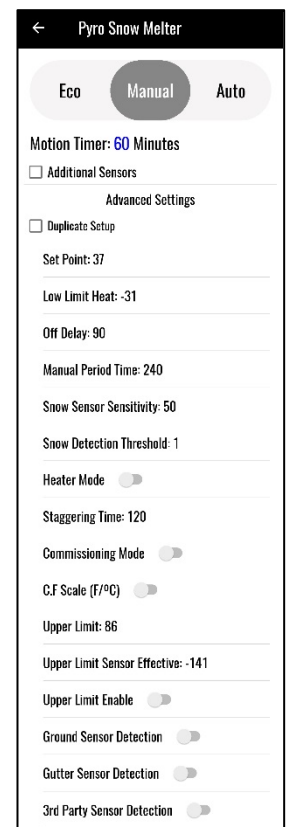 ← Pyro Snow Melter
Eco Manual Auto
Motion Timer: 60 Minutes
Additional Sensors
Advanced Settings
Duplicate Setup
Set Point: 37
Low Limit Heat: -31
Off Delay: 90
Manual Period Time: 240
Snow Sensor Sensitivity: 50
Snow Detection Threshold: 1
Heater Mode
Staggering Time: 120
Commissioning Mode
C.F Scale (F/ºC)
Upper Limit: 86
Upper Limit Sensor Effective: -141
Upper Limit Enable
Ground Sensor Detection
Gutter Sensor Detection
3rd Party Sensor Detection